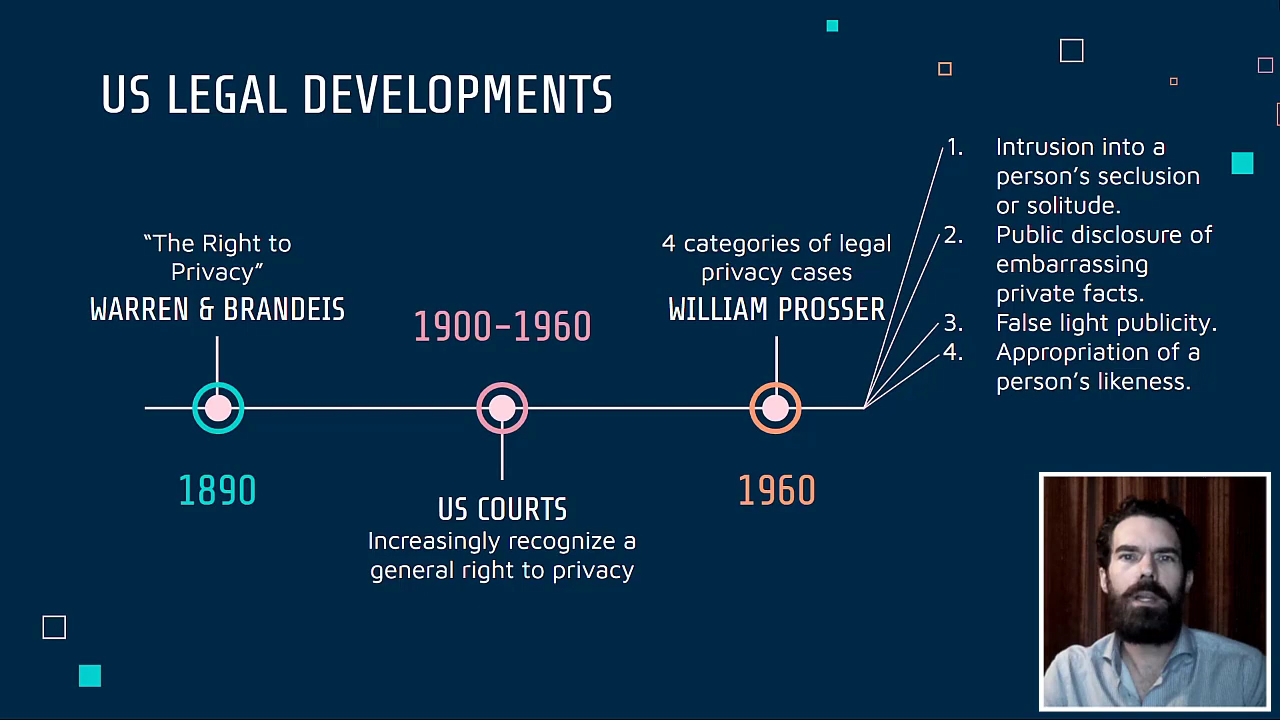 US LEGAL DEVELOPMENTS
“The Right to
Privacy”
WARREN & BRANDEIS
1890
1900-1960
US COURTS
Increasingly recognize a
general right to privacy
4 categories of legal
privacy cases
WILLIAM PROSSER
1960
1. Intrusion into a
person’s seclusion
or solitude.
2. Public disclosure of
embarrassing
private facts.
3. False light publicity.
4. Appropriation of a
person’s likeness.